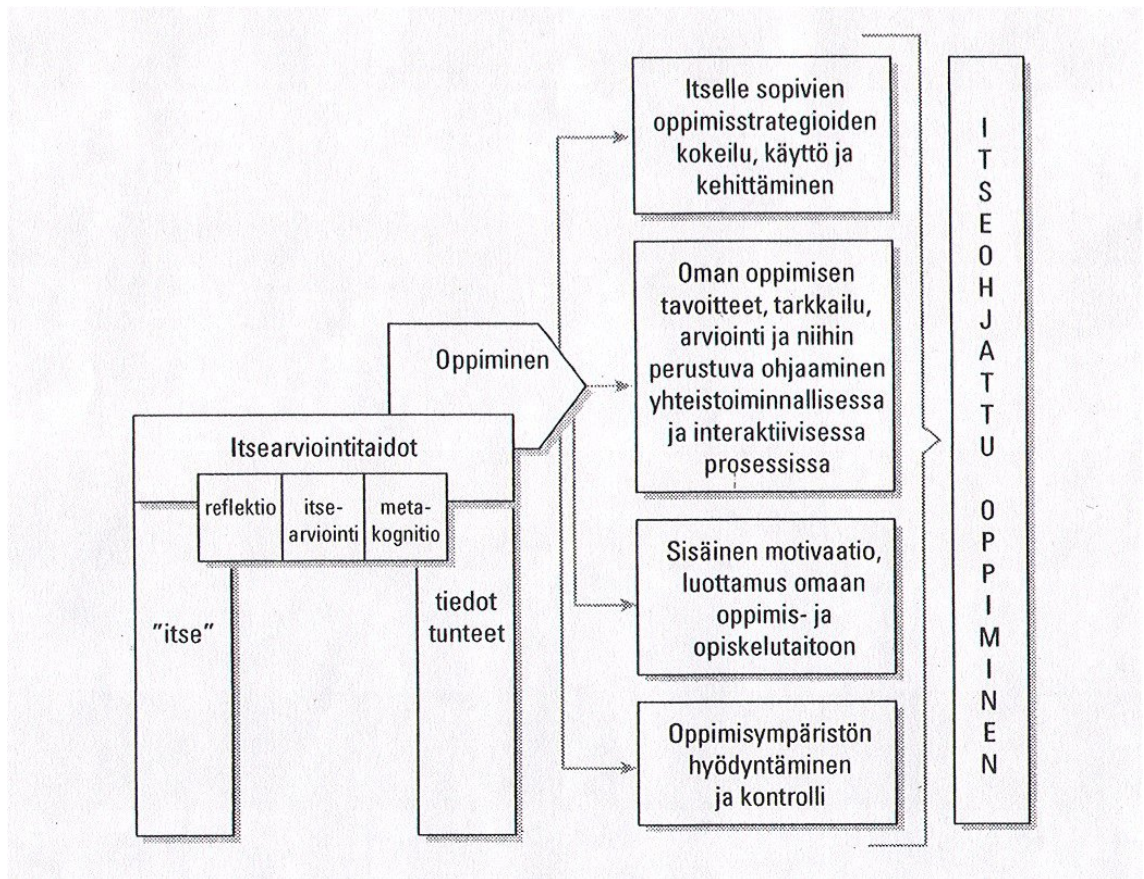 Itselle sopivien
oppimisstrategioiden
kokeilu, käyttö ja
kehittäminen
Oman oppimisen
tavoitteet, tarkkailu,
arviointi ja niihin
perustuva ohjaaminen
yhteistoiminnallisessa
ja interaktiivisessa
prosessissa
Oppiminen
Itsearviointitaidot
reflektio
itse-
arviointi
meta-
kognitio
"itse"
tiedot
tunteet
Sisäinen motivaatio,
luottamus omaan
oppimis- ja
opiskelutaitoon
Oppimisympäristön
hyödyntäminen
ja kontrolli
ITSEOHJATTU OPPIMINEN